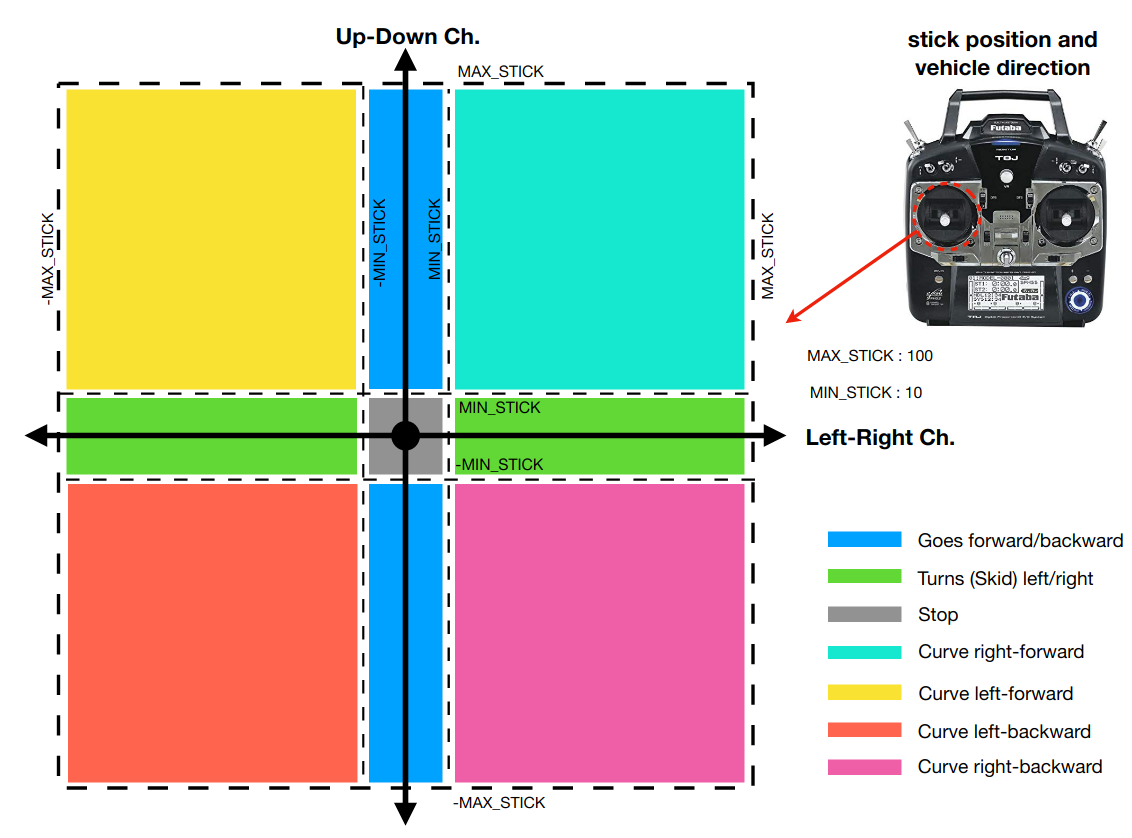 Up-Down Ch.
stick position and
vehicle direction
MAX_STICK
-MAX_STICK
-MIN_STICK
MIN_STICK
MAX_STICK
Futaba
T8J
Futaba
T8J
MAX_STICK : 100
MIN_STICK : 10
MIN_STICK
Left-Right Ch.
-MIN_STICK
Goes forward/backward
Turns (Skid) left/right
Stop
Curve right-forward
Curve left-forward
Curve left-backward
Curve right-backward
-MAX_STICK